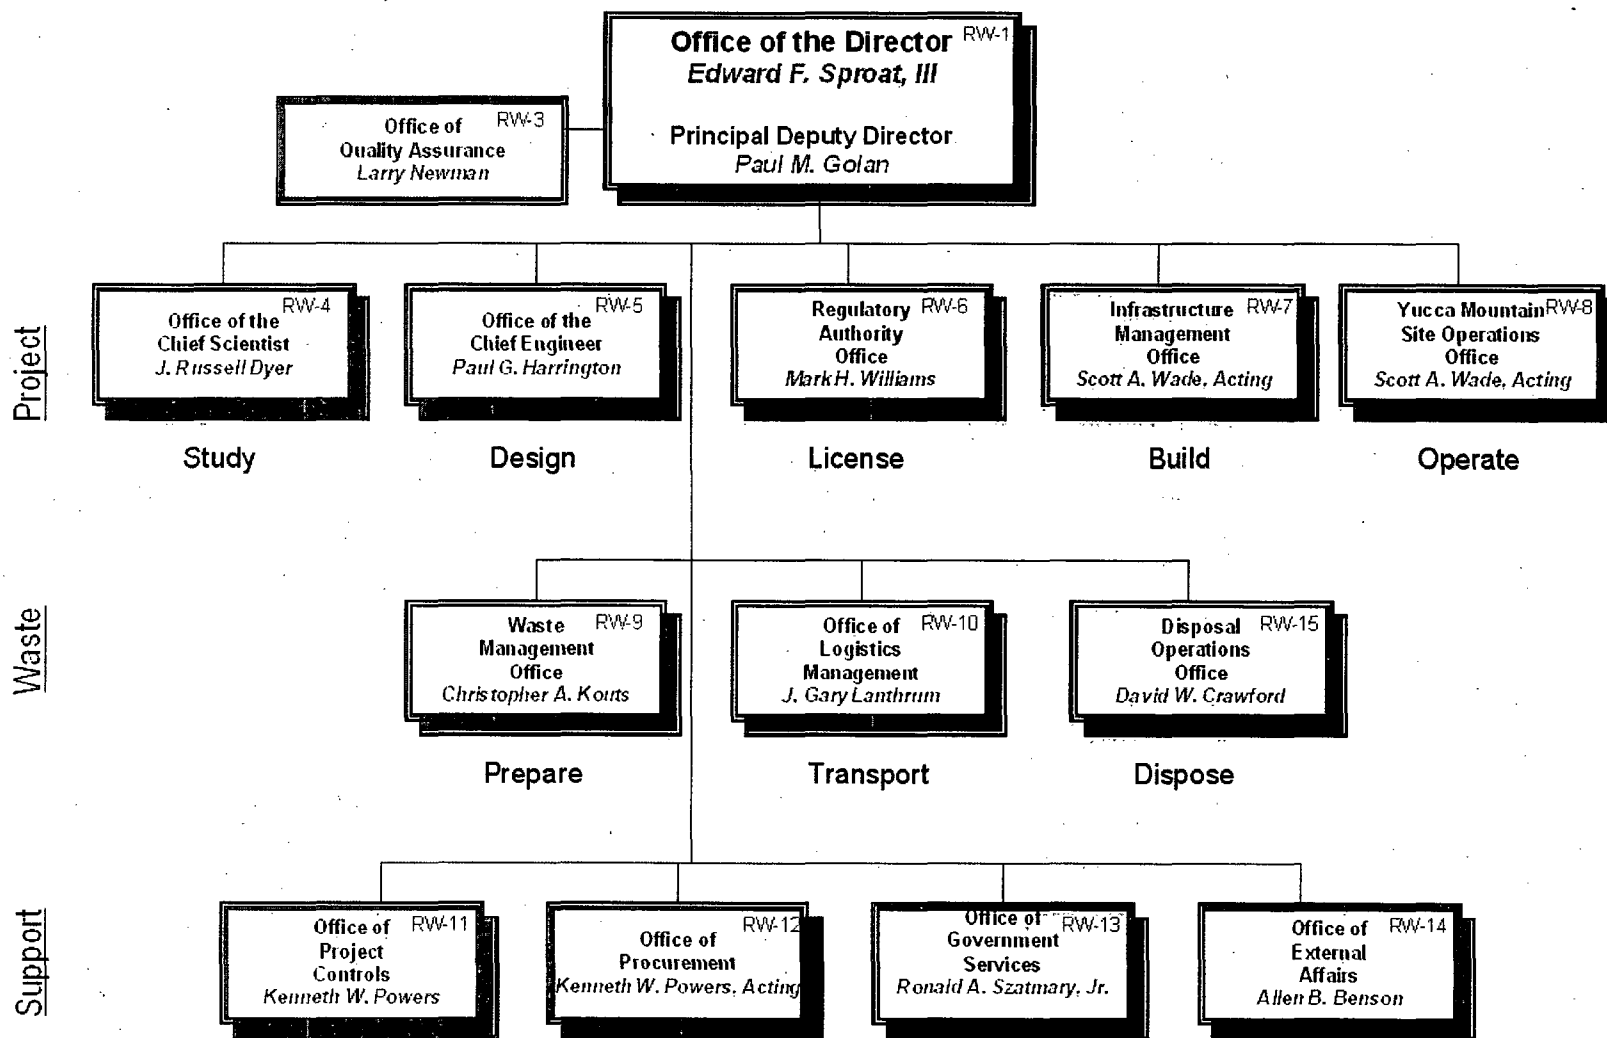 Office of the Director RW-1
Edward F. Sproat, III
Principal Deputy Director
Paul M. Golan
Office of RW-3
Quality Assurance
Larry Newman
Project
Office of the RW-4
Chief Scientist
J. Russell Dyer
Study
Office of the RW-5
Chief Engineer
Paul G. Harrington
Design
Regulatory RW-6
Authority
Office
Mark H. Williams
License
Infrastructure RW-7
Management
Office
Scott A. Wade, Acting
Build
Yucca Mountain RW-8
Site Operations
Office
Scott A. Wade, Acting
Operate
Waste
Waste RW-9
Management
Office
Christopher A. Kouts
Prepare
Office of RW-10
Logistics
Management
J. Gary Lanthrum
Transport
Disposal RW-15
Operations
Office
David W. Crawford
Dispose
Support
Office of RW-11
Project
Controls
Kenneth W. Powers
Office of RW-12
Procurement
Kenneth W. Powers, Acting
Office of RW-13
Government
Services
Ronald A. Szatmary, Jr.
Office of RW-14
External
Affairs
Allen B. Benson